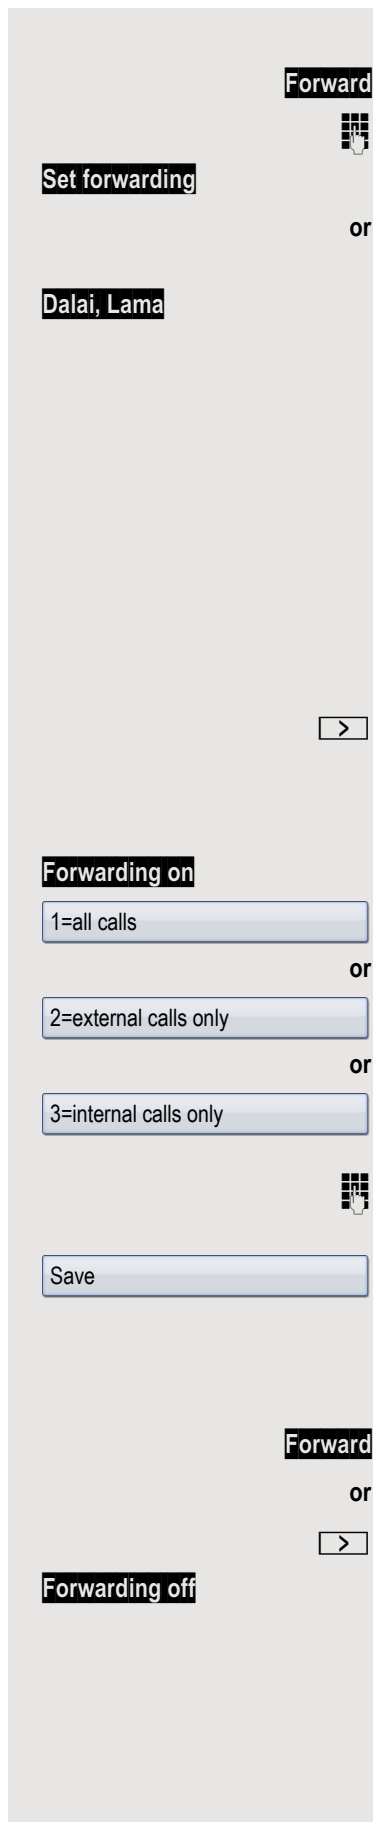 Forward
Set forwarding
or
Dalai, Lama
>
Forwarding on
1=all calls
or
2=external calls only
or
3=internal calls only
Save
Forward
or
>
Forwarding off